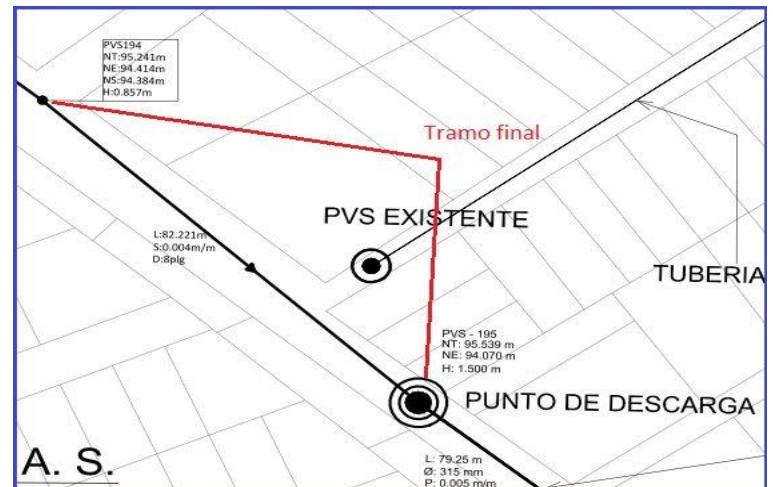 PVS194
NT:95.241m
NE:94.414m
NS:94.384m
H:0.857m
Tramo final
PVS EXISTENTE
L:82.221m
S:0.004m/m
D:8plg
TUBERIA
PVS - 195
NT: 95.539 m
NE: 94.070 m
H: 1.500 m
PUNTO DE DESCARGA
A. S.
L: 79.25 m
Ø: 315 mm
P: 0.005 m/m